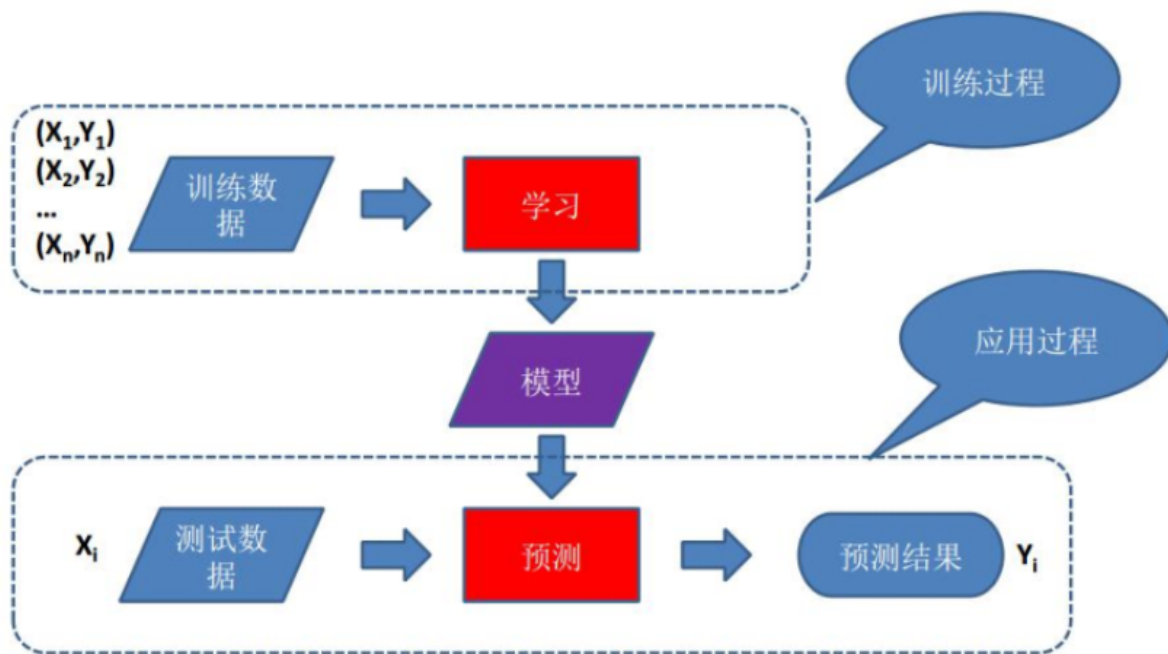 训练过程
(X₁,Y₁)
(X₂,Y₂)
...
(Xₙ,Yₙ)
训练数
据
学习
模型
应用过程
Xᵢ
测试数
据
预测
预测结果
Yᵢ